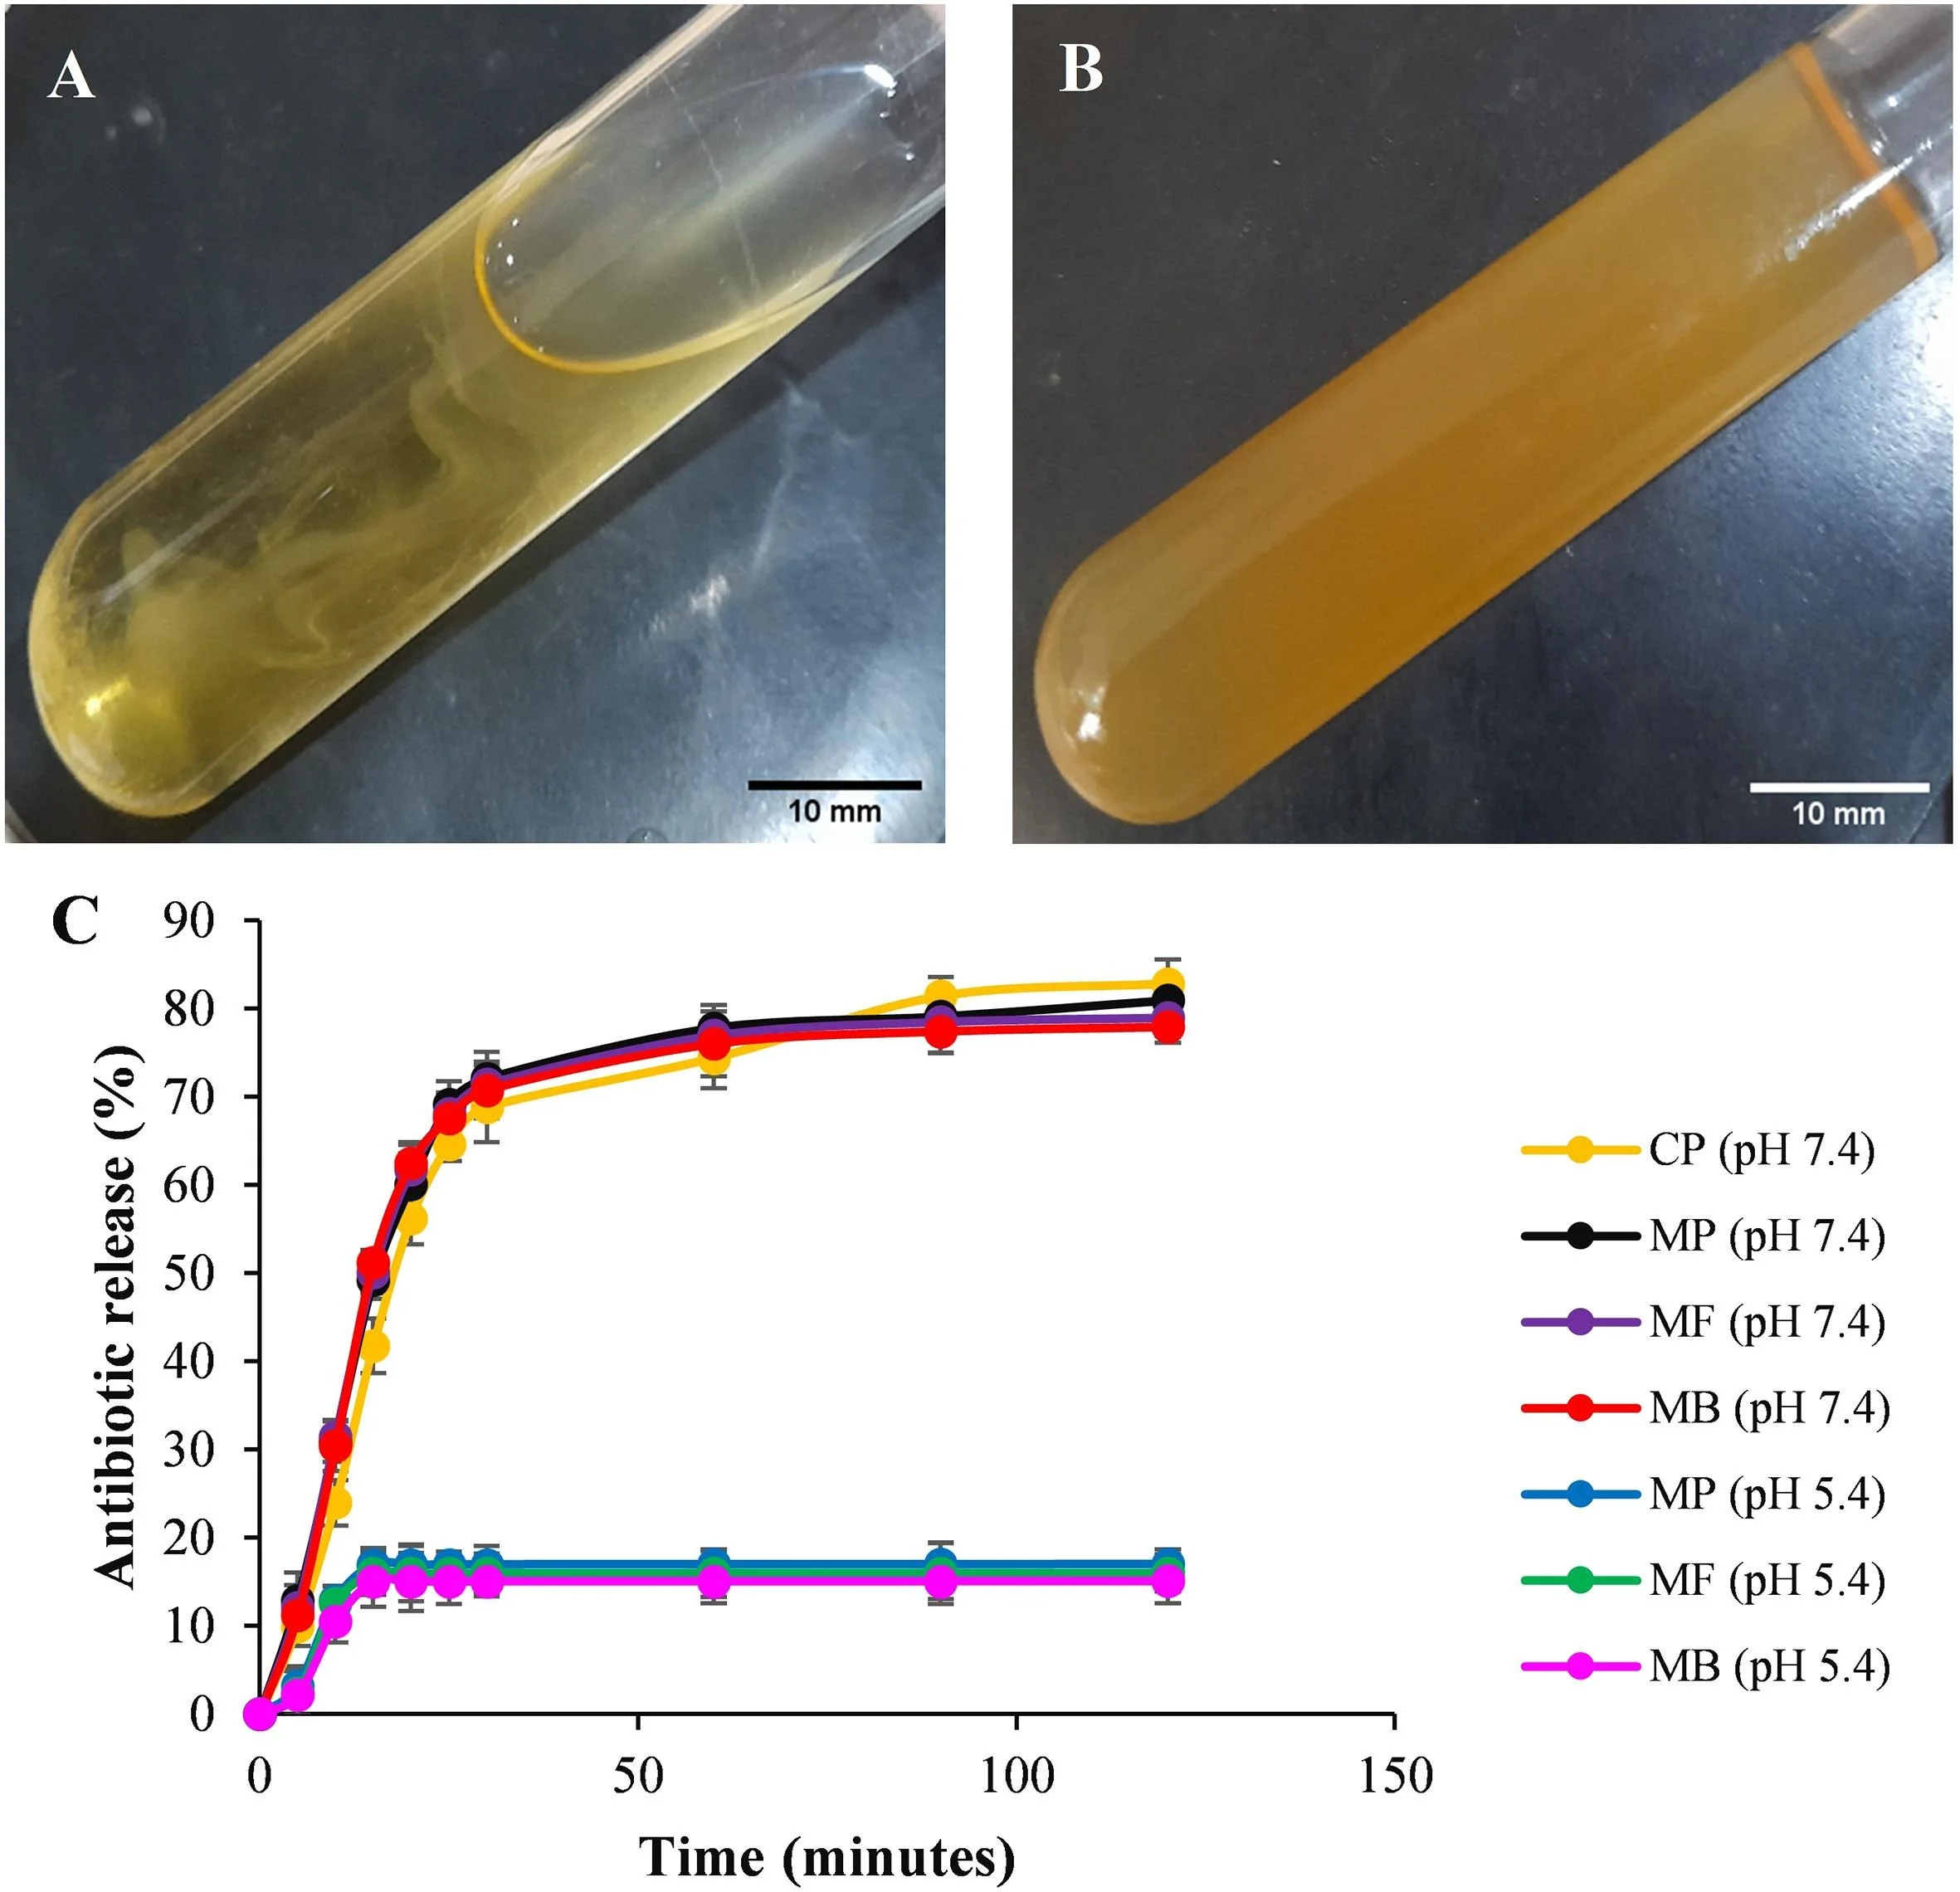 A
10 mm
B
10 mm
C
Antibiotic release (%)
90
80
70
60
50
40
30
20
10
0
0 50 100 150
Time (minutes)
CP (pH 7.4)
MP (pH 7.4)
MF (pH 7.4)
MB (pH 7.4)
MP (pH 5.4)
MF (pH 5.4)
MB (pH 5.4)